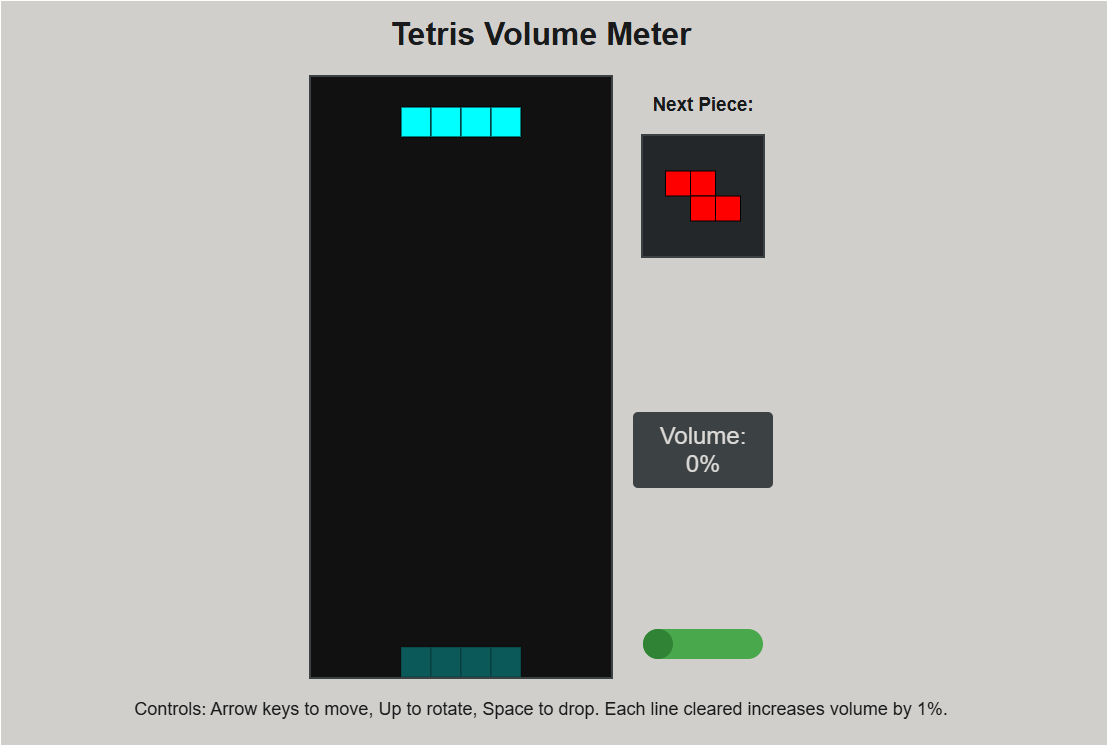 Tetris Volume Meter
Next Piece:
Volume:
0%
Controls: Arrow keys to move, Up to rotate, Space to drop. Each line cleared increases volume by 1%.